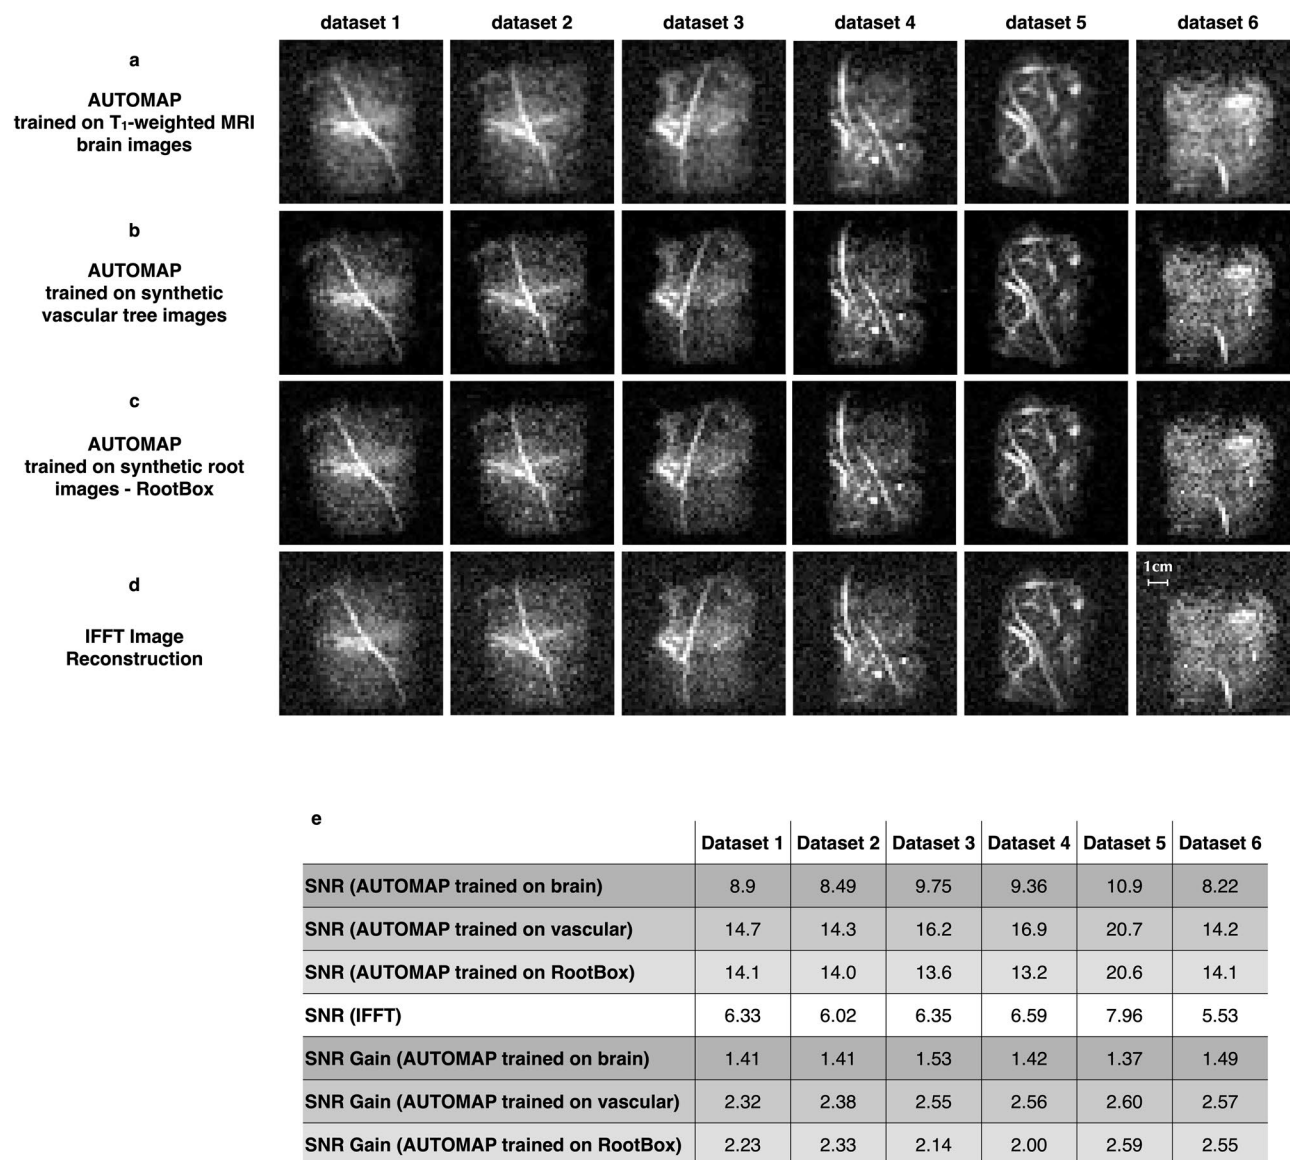 dataset 1 dataset 2 dataset 3 dataset 4 dataset 5 dataset 6
a
AUTOMAP
trained on T₁-weighted MRI
brain images
b
AUTOMAP
trained on synthetic
vascular tree images
c
AUTOMAP
trained on synthetic root
images - RootBox
d
IFFT Image
Reconstruction
1cm
e
Dataset 1 Dataset 2 Dataset 3 Dataset 4 Dataset 5 Dataset 6
SNR (AUTOMAP trained on brain) 8.9 8.49 9.75 9.36 10.9 8.22
SNR (AUTOMAP trained on vascular) 14.7 14.3 16.2 16.9 20.7 14.2
SNR (AUTOMAP trained on RootBox) 14.1 14.0 13.6 13.2 20.6 14.1
SNR (IFFT) 6.33 6.02 6.35 6.59 7.96 5.53
SNR Gain (AUTOMAP trained on brain) 1.41 1.41 1.53 1.42 1.37 1.49
SNR Gain (AUTOMAP trained on vascular) 2.32 2.38 2.55 2.56 2.60 2.57
SNR Gain (AUTOMAP trained on RootBox) 2.23 2.33 2.14 2.00 2.59 2.55